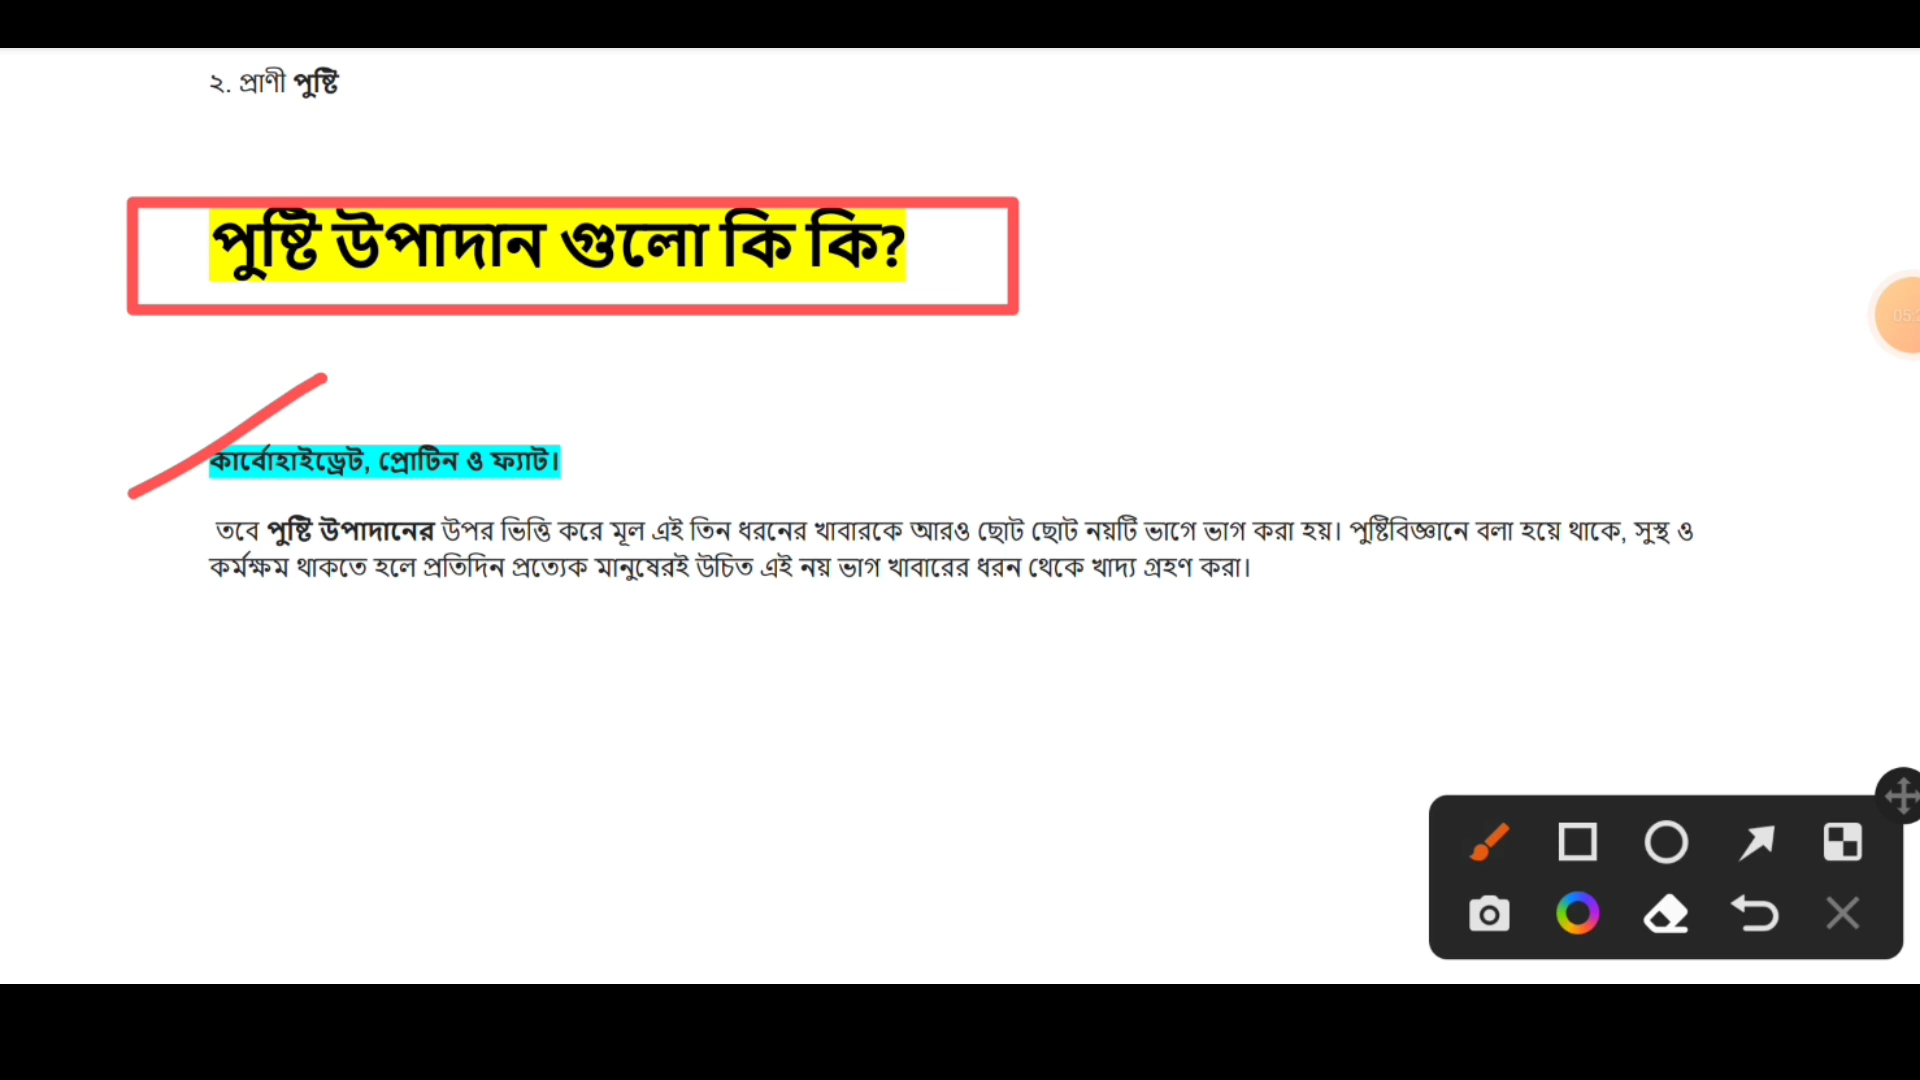 ২. প্রাণী পুষ্টি
পুষ্টি উপাদান গুলো কি কি?
কার্বোহাইড্রেট, প্রোটিন ও ফ্যাট।
তবে পুষ্টি উপাদানের উপর ভিত্তি করে মূল এই তিন ধরনের খাবারকে আরও ছোট ছোট নয়টি ভাগে ভাগ করা হয়। পুষ্টিবিজ্ঞানে বলা হয়ে থাকে, সুস্থ ও
কর্মক্ষম থাকতে হলে প্রতিদিন প্রত্যেক মানুষেরই উচিত এই নয় ভাগ খাবারের ধরন থেকে খাদ্য গ্রহণ করা।